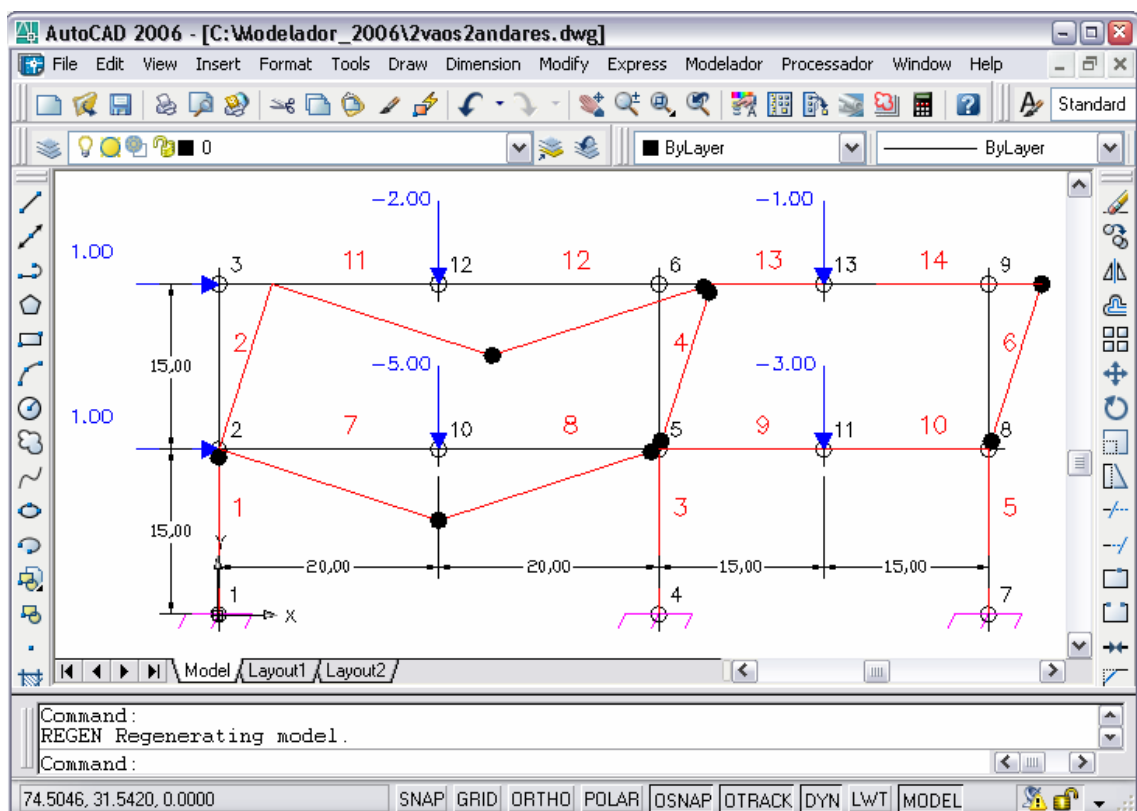 AutoCAD 2006 - [C:\Modelador_2006\2vaos2andares.dwg]
File Edit View Insert Format Tools Draw Dimension Modify Express Modelador Processador Window Help
Standard
0 ByLayer ByLayer
-2.00 -1.00
1.00
3 11 12 12 6 13 13 14 9
15,00 2 -5.00 4 -3.00 6
1.00
2 7 10 8 5 9 11 10 8
15,00 1 3 5
Y
20,00 20,00 15,00 15,00
1 X 4 7
Model Layout1 Layout2
Command:
REGEN Regenerating model.
Command:
74.5046, 31.5420, 0.0000 SNAP GRID ORTHO POLAR OSNAP OTRACK DYN LWT MODEL